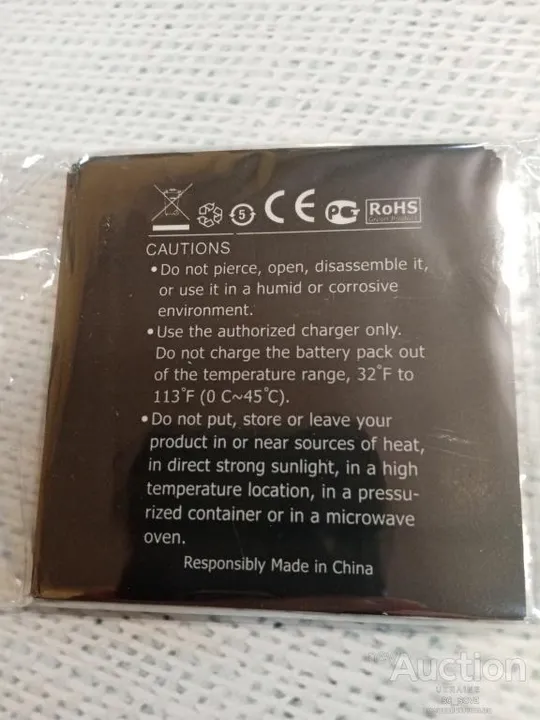 5 CE PG RoHS
CAUTIONS
•Do not pierce, open, disassemble it,
or use it in a humid or corrosive
environment.
•Use the authorized charger only.
Do not charge the battery pack out
of the temperature range, 32°F to
113°F (0 C~45°C).
•Do not put, store or leave your
product in or near sources of heat,
in direct strong sunlight, in a high
temperature location, in a pressu-
rized container or in a microwave
oven.
Responsibly Made in China
Auction
UKRAINE